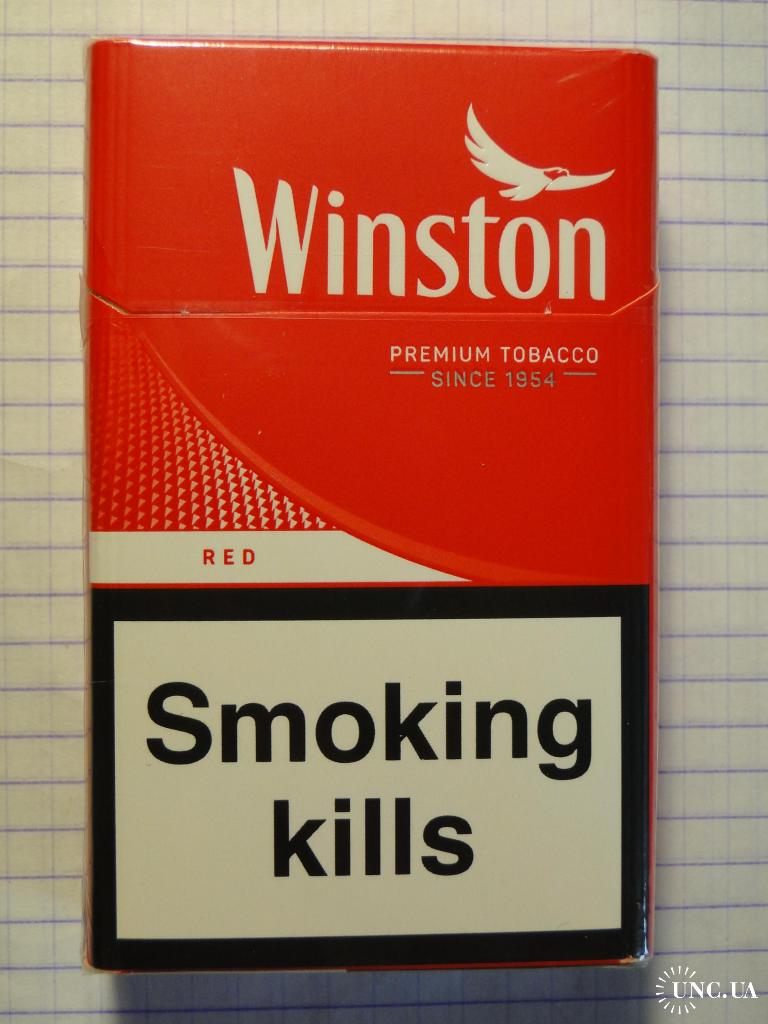 Winston
PREMIUM TOBACCO
SINCE 1954
RED
Smoking
kills
UNC.UA